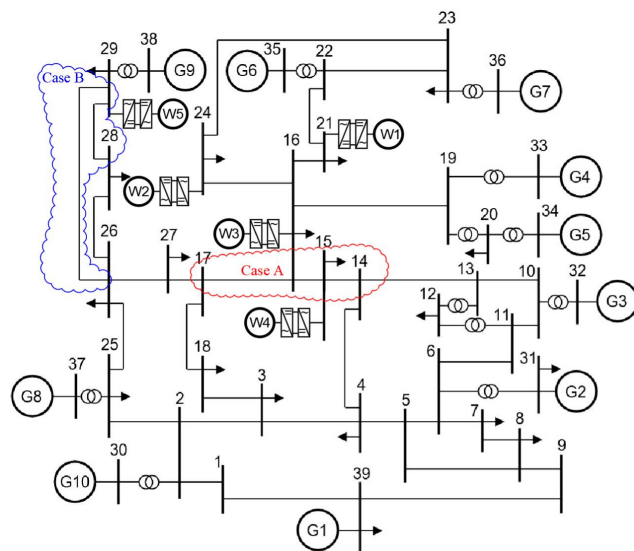 23
29 38 35 22 36
Case B
G9 G6 G7
24
W5 21
W1
28 16 19 33
W2 G4
20 34
26 W3 G5
27 17 15
14 13 10 32
Case A
12 11 G3
W4
25 18 6 31
37 3
G8 2 4 5 G2
7
8
30 9
1 39
G10
G1